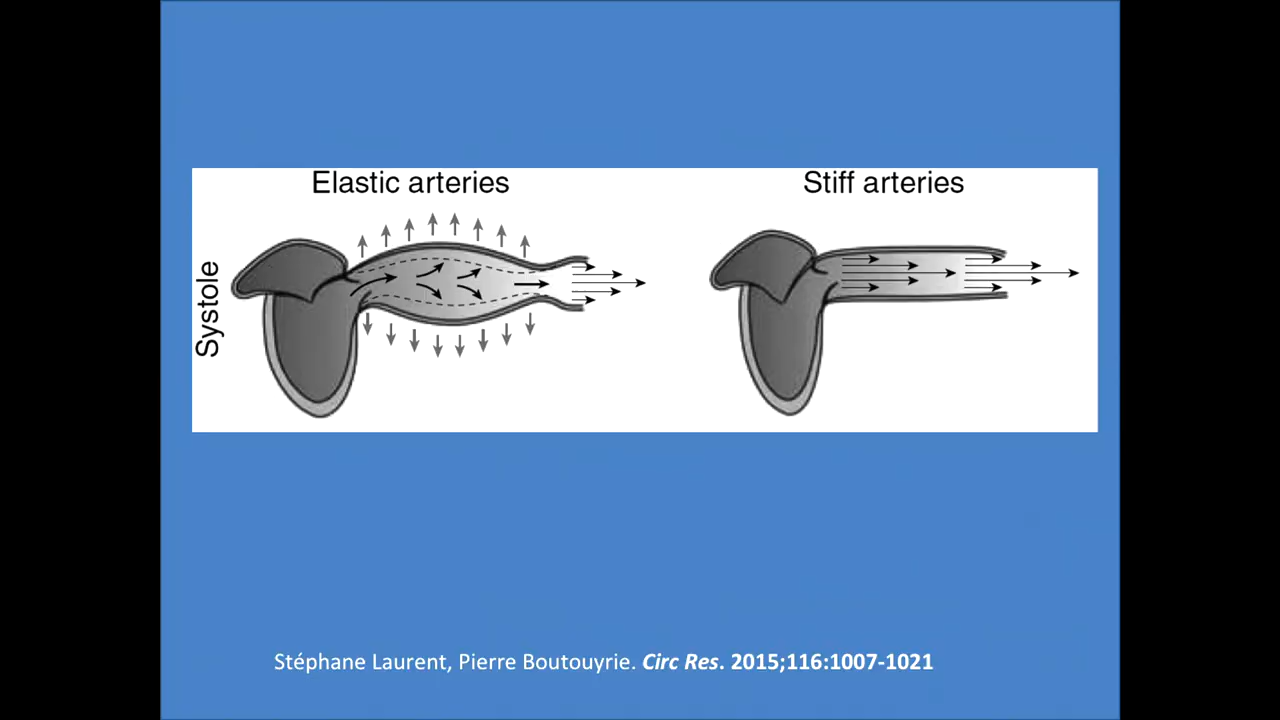 Elastic arteries
Stiff arteries
Systole
Stéphane Laurent, Pierre Boutouyrie. Circ Res. 2015;116:1007-1021